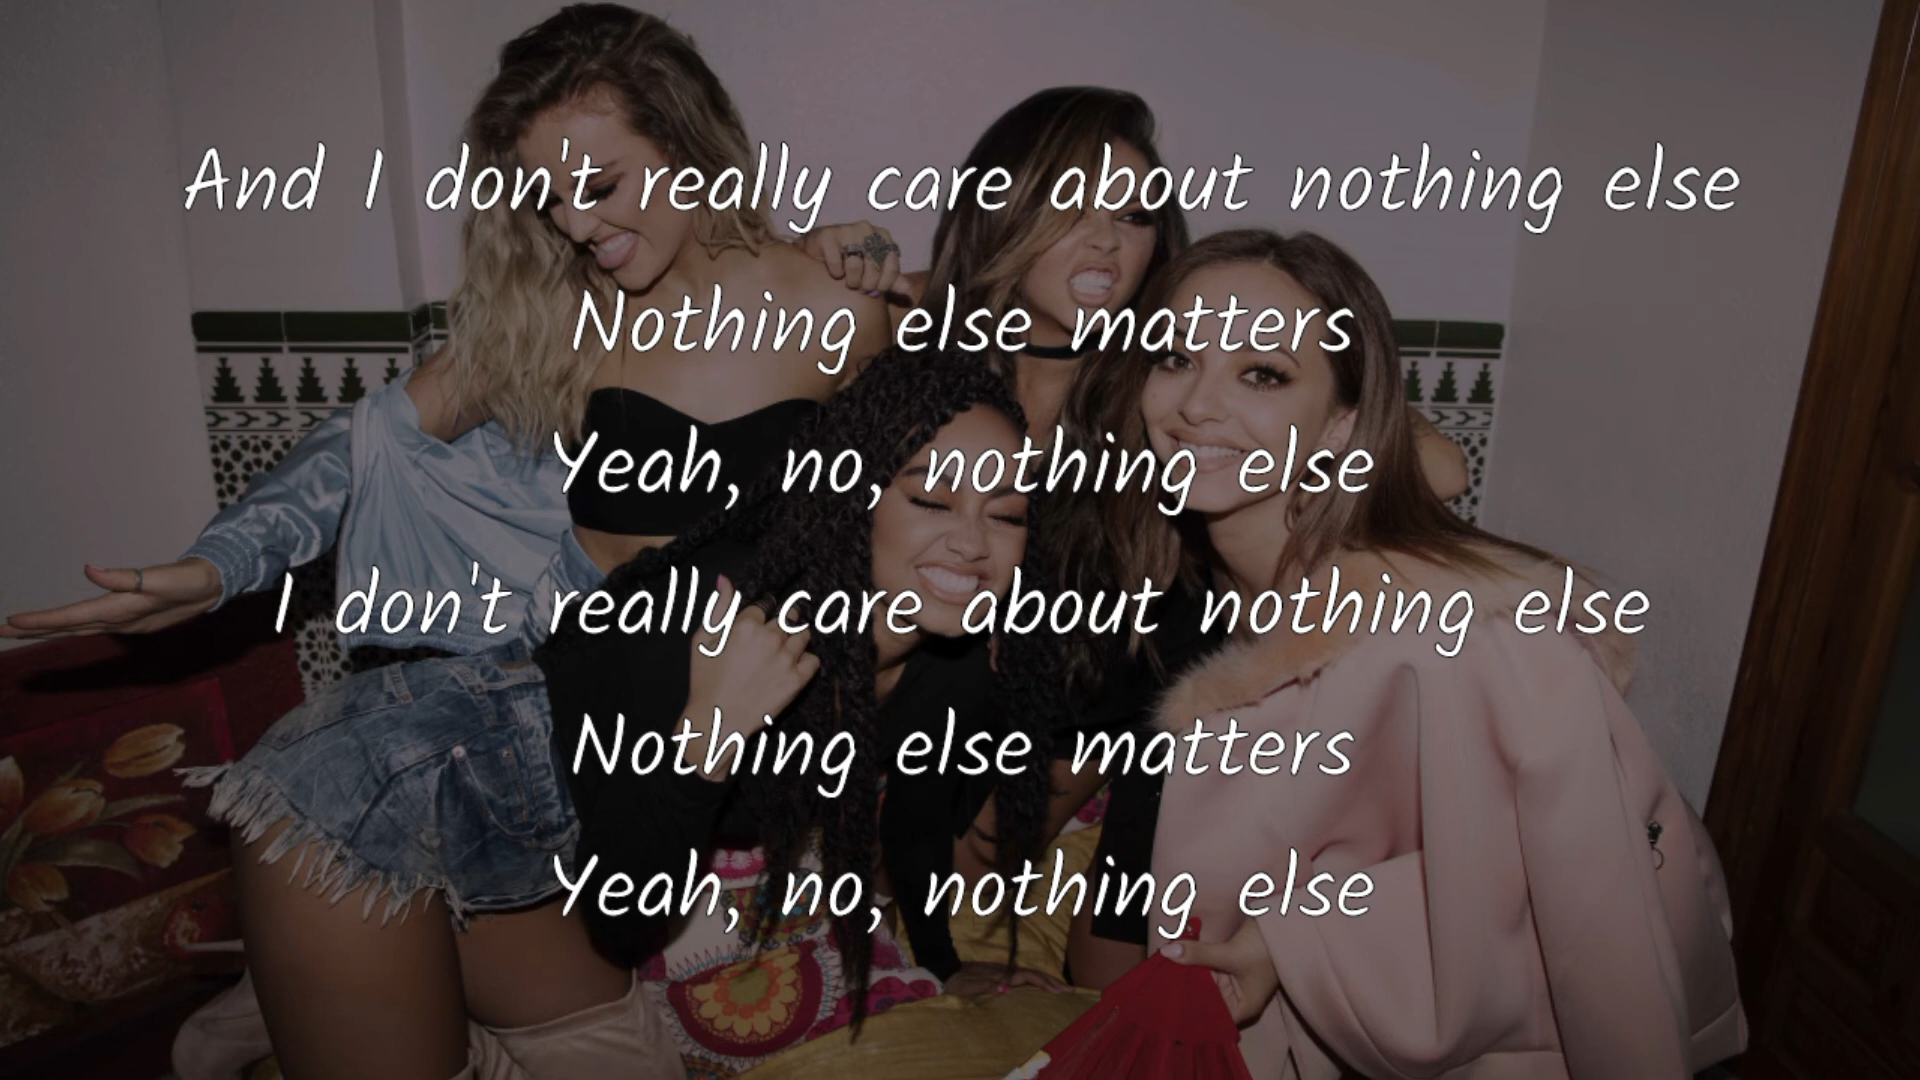 And I don't really care about nothing else
Nothing else matters
Yeah, no, nothing else
I don't really care about nothing else
Nothing else matters
Yeah, no, nothing else